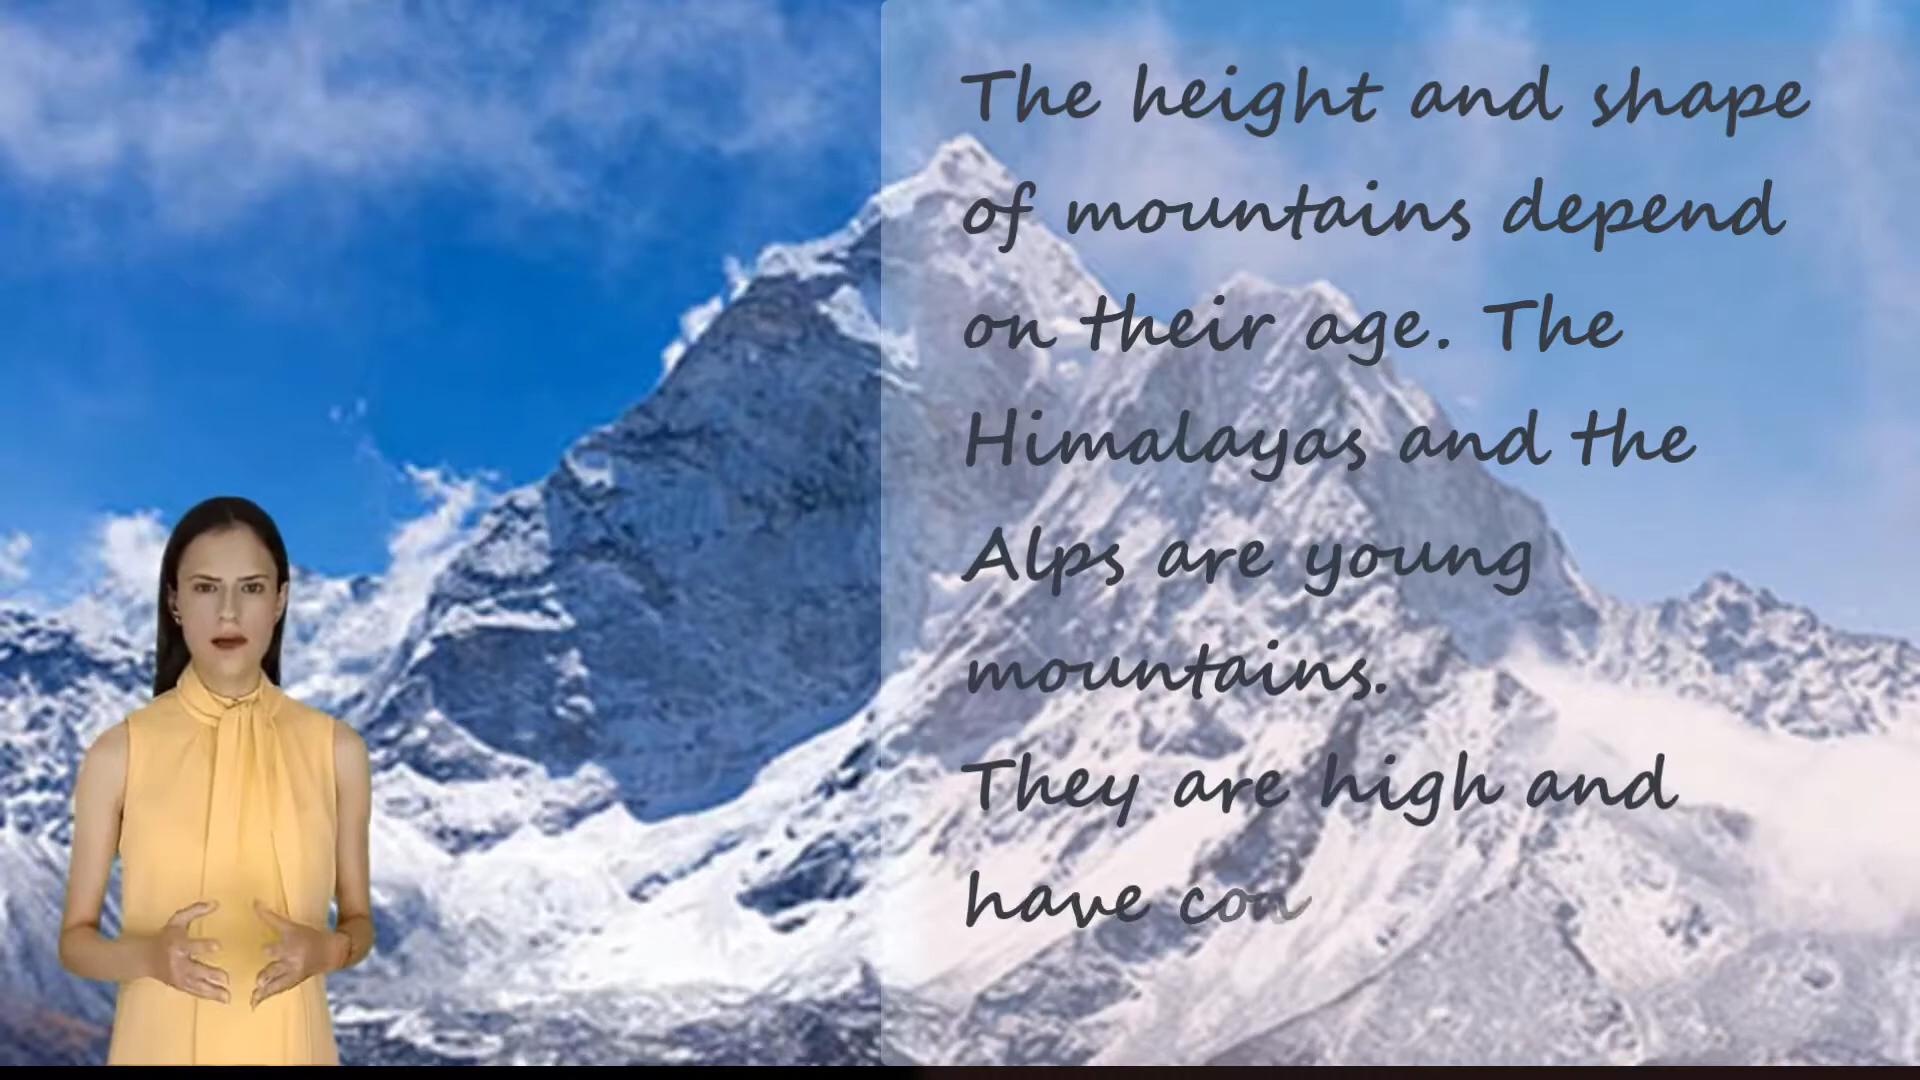 The height and shape
of mountains depend
on their age. The
Himalayas and the
Alps are young
mountains.
They are high and
have